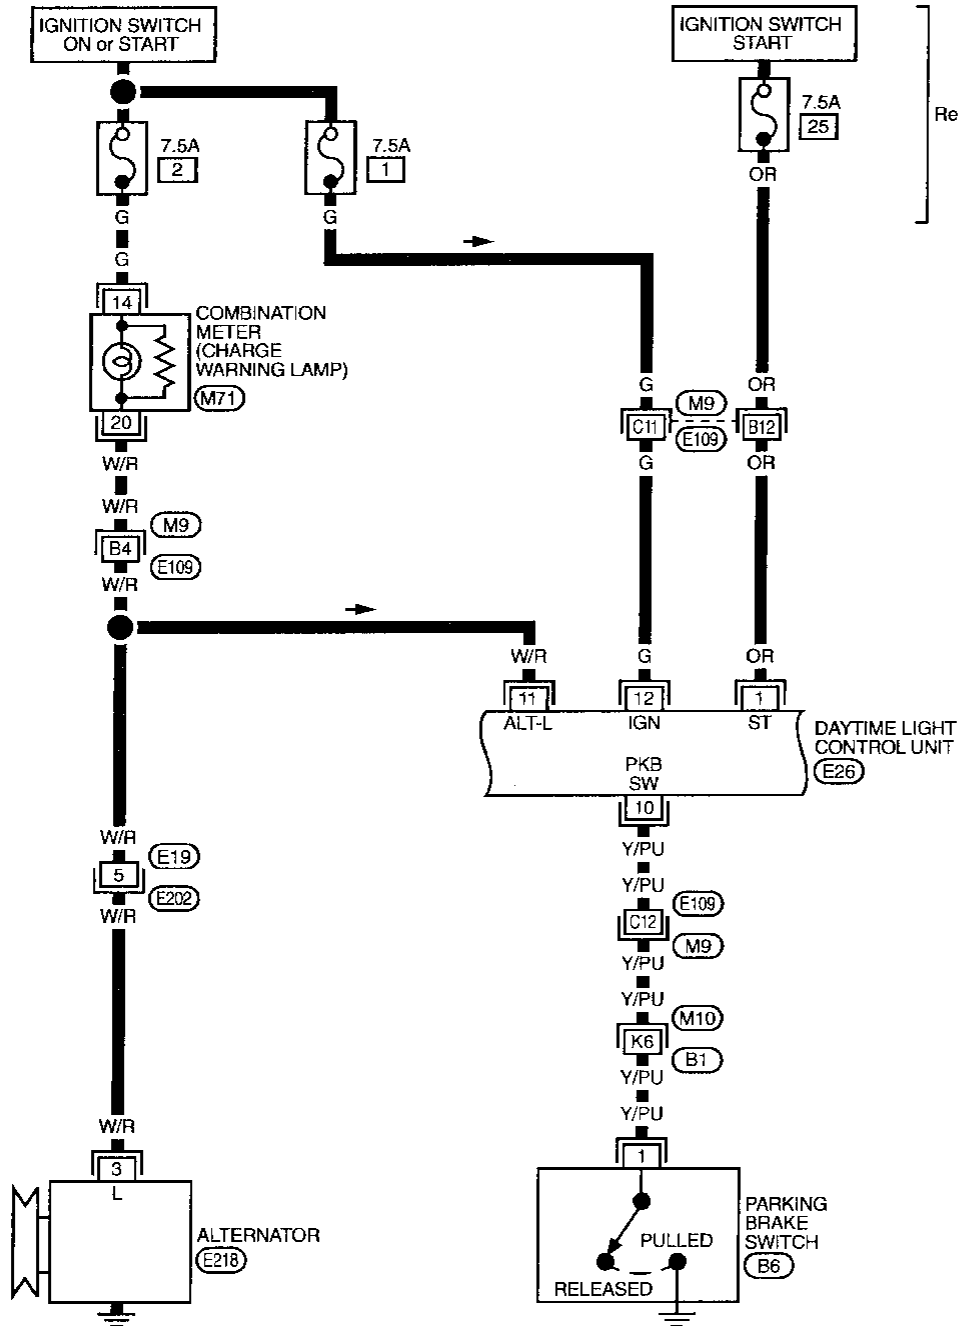 IGNITION SWITCH
ON or START
IGNITION SWITCH
START
7.5A
2
7.5A
1
7.5A
25
Re
OR
G
G
G
14
COMBINATION
METER
(CHARGE
WARNING LAMP)
M71
20
W/R
W/R
M9
B4
E109
W/R
G
OR
M9
C11
B12
E109
G
OR
W/R
G
OR
11
12
1
ALT-L
IGN
ST
DAYTIME LIGHT
CONTROL UNIT
E26
PKB
SW
10
W/R
E19
5
E202
W/R
Y/PU
Y/PU
E109
C12
M9
Y/PU
Y/PU
M10
K6
B1
Y/PU
Y/PU
W/R
3
L
ALTERNATOR
E218
1
PARKING
BRAKE
SWITCH
B6
PULLED
RELEASED